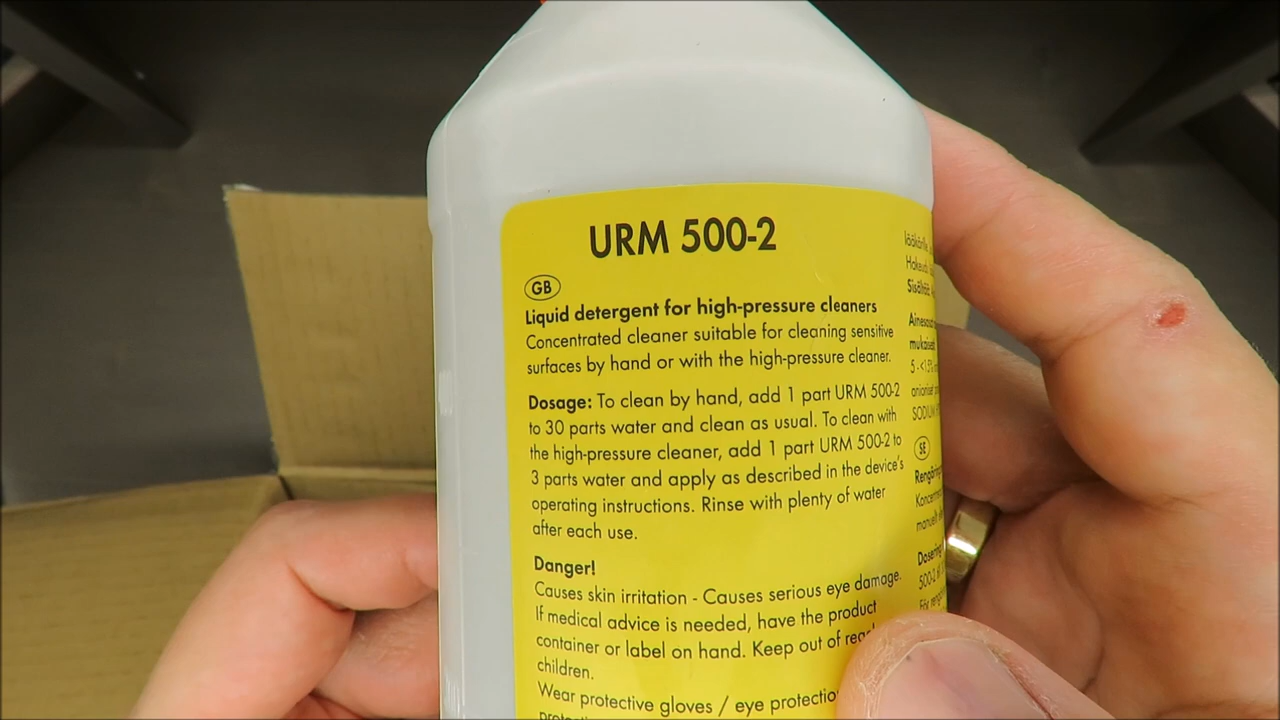 URM 500-2
GB
Liquid detergent for high-pressure cleaners
Concentrated cleaner suitable for cleaning sensitive
surfaces by hand or with the high-pressure cleaner.
Dosage: To clean by hand, add 1 part URM 500-2
to 30 parts water and clean as usual. To clean with
the high-pressure cleaner, add 1 part URM 500-2 to
3 parts water and apply as described in the device's
operating instructions. Rinse with plenty of water
after each use.
Danger!
Causes skin irritation - Causes serious eye damage.
If medical advice is needed, have the product
container or label on hand. Keep out of
children.
Wear protective gloves / eye
SE